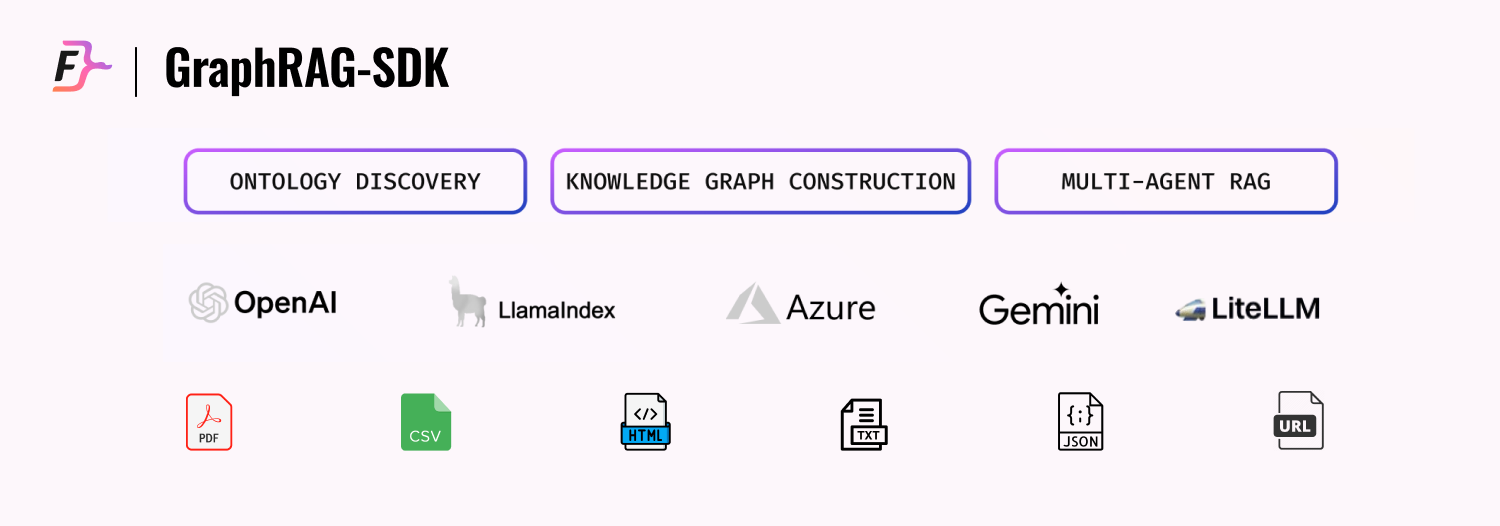 F | GraphRAG-SDK
ONTOLOGY DISCOVERY KNOWLEDGE GRAPH CONSTRUCTION MULTI-AGENT RAG
OpenAI LlamaIndex Azure Gemini LiteLLM
</> {;}
PDF CSV HTML TXT JSON URL